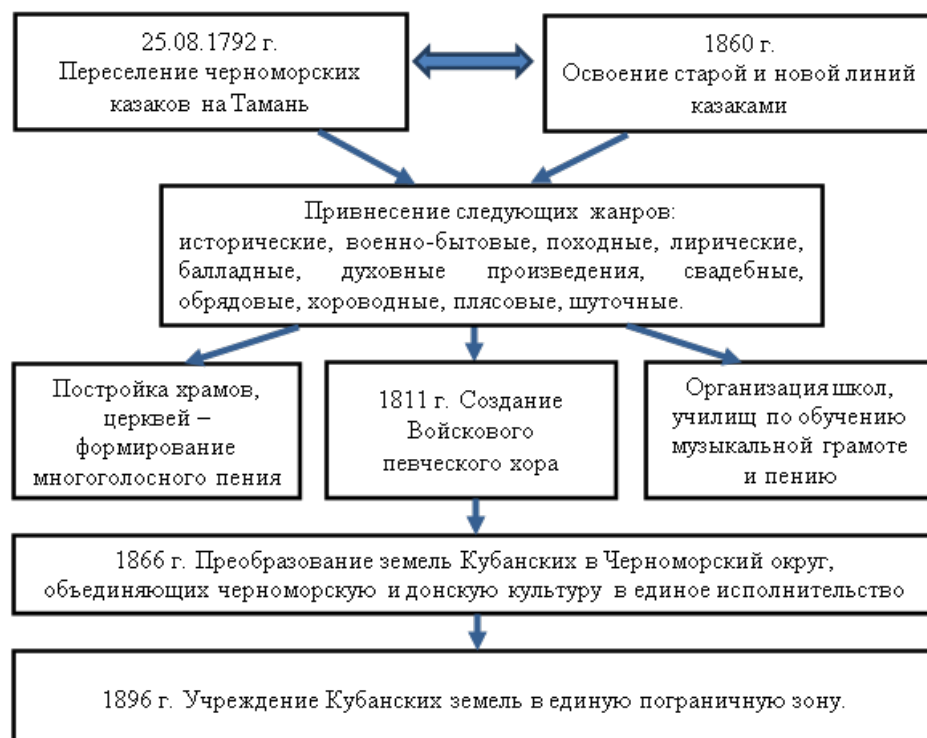 25.08.1792 г.
Переселение черноморских
казаков на Тамань
1860 г.
Освоение старой и новой линий
казаками
Привнесение следующих жанров:
исторические, военно-бытовые, походные, лирические,
балладные, духовные произведения, свадебные,
обрядовые, хороводные, плясовые, шуточные.
Постройка храмов,
церквей –
формирование
многоголосного пения
1811 г. Создание
Войскового
певческого хора
Организация школ,
училищ по обучению
музыкальной грамоте
и пению
1866 г. Преобразование земель Кубанских в Черноморский округ,
объединяющих черноморскую и донскую культуру в единое исполнительство
1896 г. Учреждение Кубанских земель в единую пограничную зону.